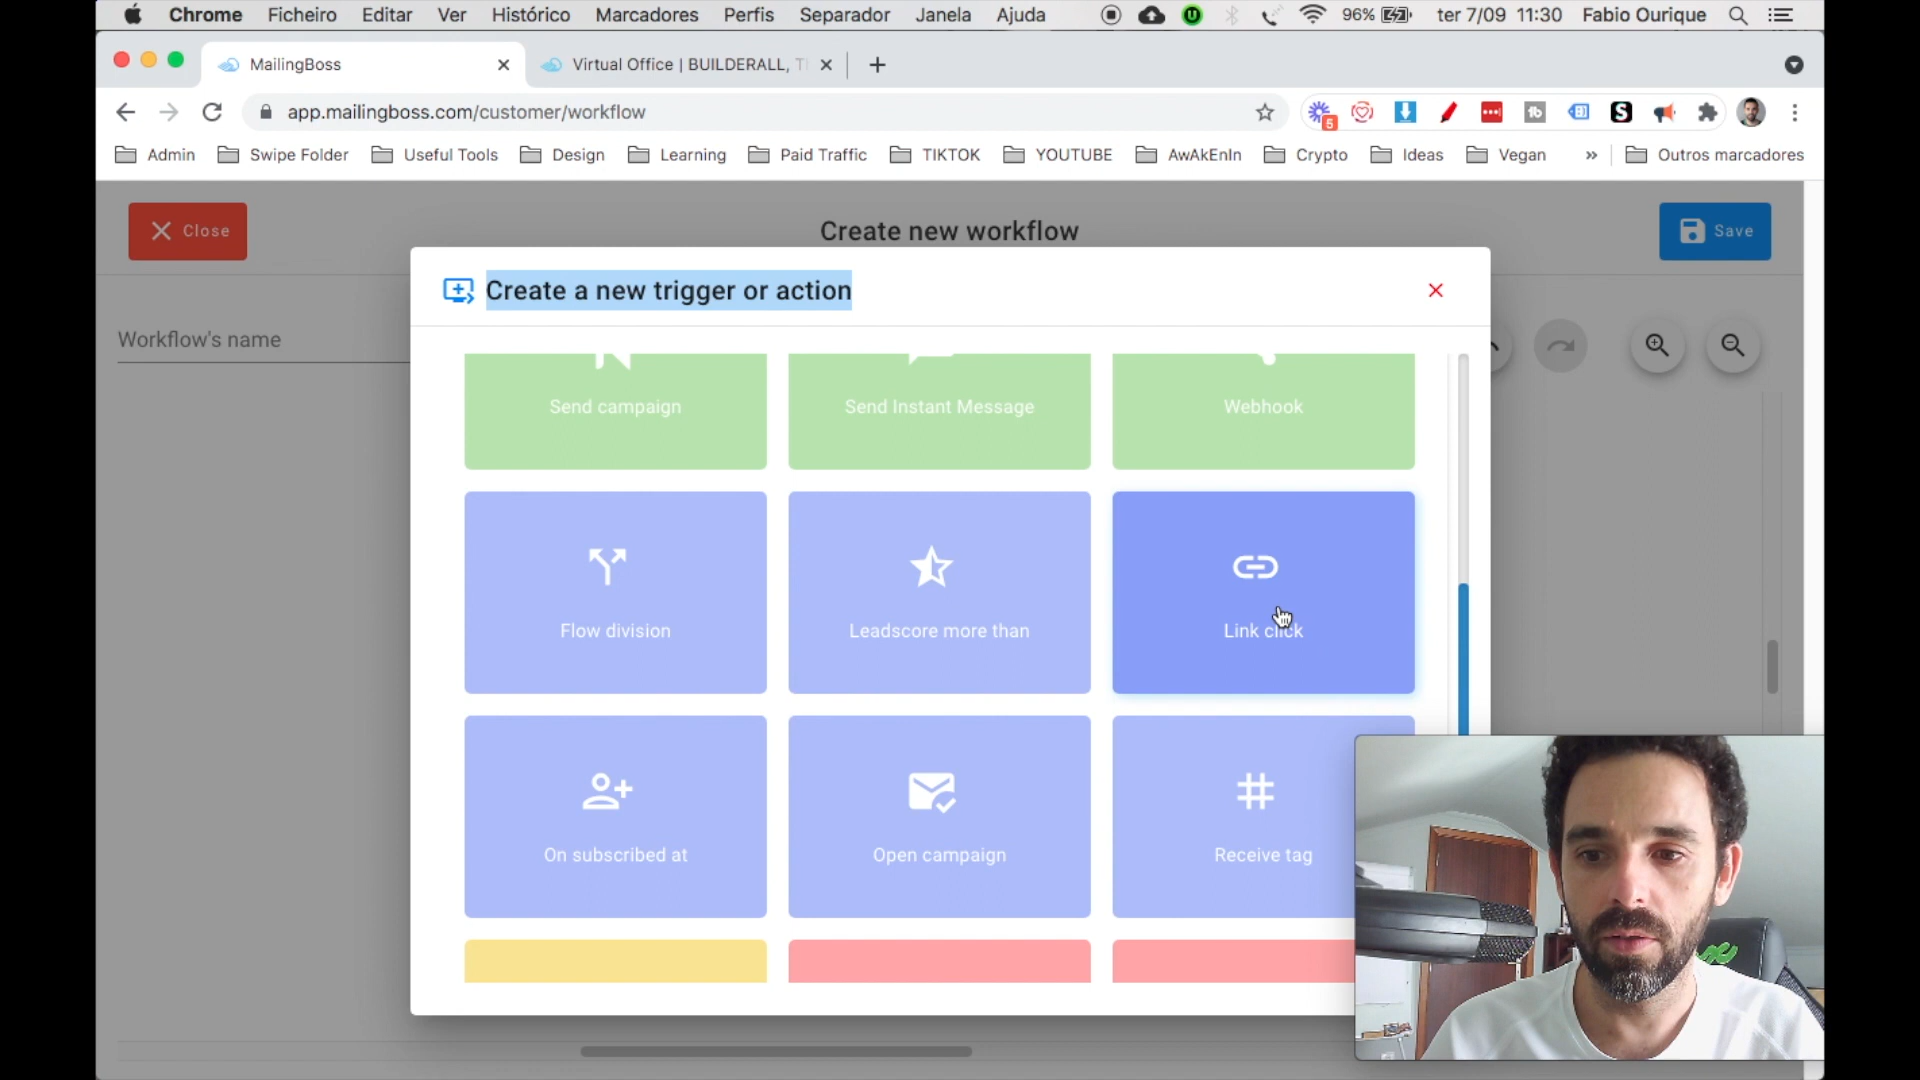 Chrome Ficheiro Editar Ver Histórico Marcadores Perfis Separador Janela Ajuda 96% ter 7/09 11:30 Fabio Ourique
MailingBoss Virtual Office | BUILDERALL,
app.mailingboss.com/customer/workflow 5
Admin Swipe Folder Useful Tools Design Learning Paid Traffic TIKTOK YOUTUBE AwAkEnIn Crypto Ideas Vegan » Outros marcadores
Close Create new workflow Save
Create a new trigger or action
Workflow's name
Send campaign Send Instant Message Webhook
Flow division Leadscore more than Link click
On subscribed at Open campaign Receive tag